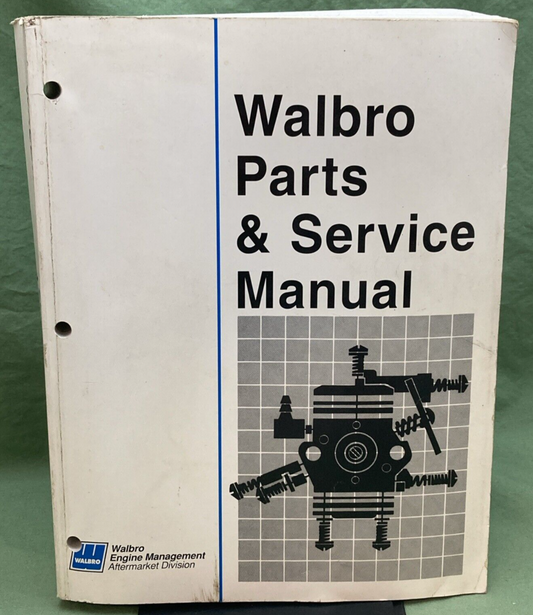 Walbro
Parts
& Service
Manual
WALBRO
Walbro
Engine Management
Aftermarket Division